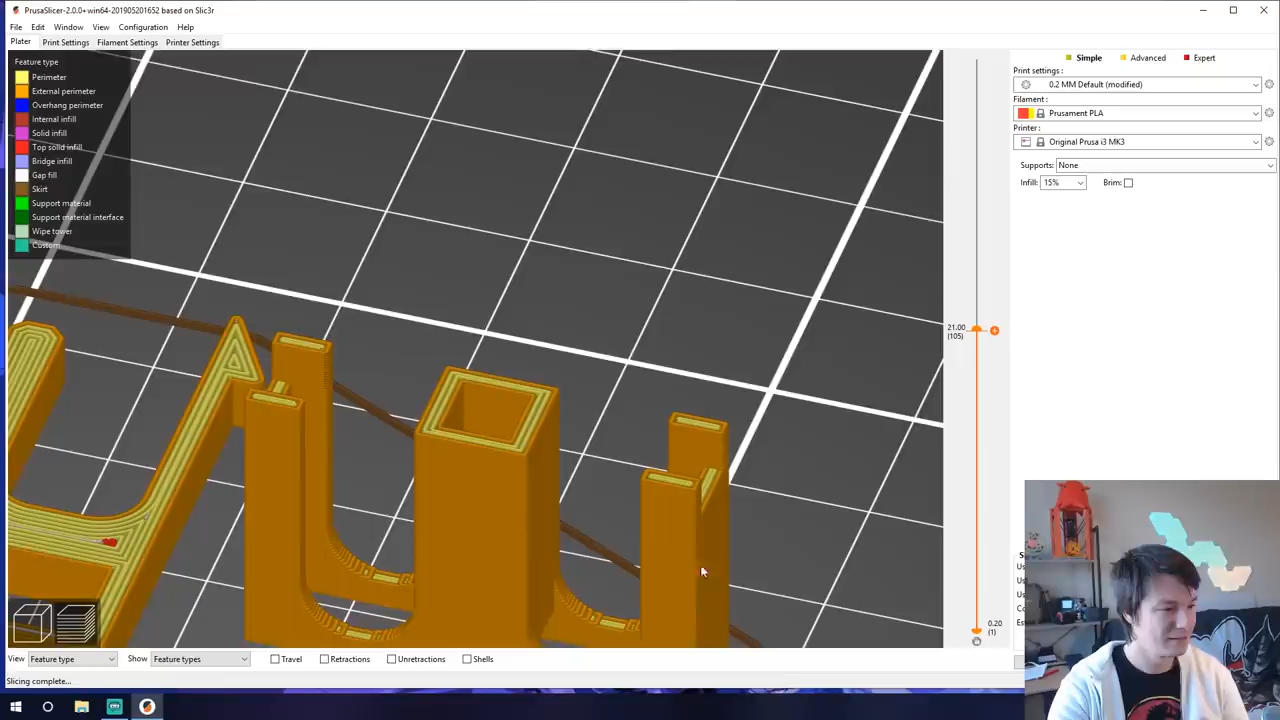 PrusaSlicer-2.0.0+win64-201905201652 based on Slic3r
File Edit Window View Configuration Help
Plater Print Settings Filament Settings Printer Settings
Feature type
Perimeter
External perimeter
Overhang perimeter
Internal infill
Solid infill
Top solid infill
Bridge infill
Gap fill
Skirt
Support material
Support material interface
Wipe tower
Custom
21.00
(105)
0.20
(1)
Simple Advanced Expert
Print settings :
0.2 MM Default (modified)
Filament :
Prusament PLA
Printer :
Original Prusa i3 MK3
Supports: None
Infill: 15% Brim:
View Feature type Show Feature types Travel Retractions Unretractions Shells
Slicing complete...